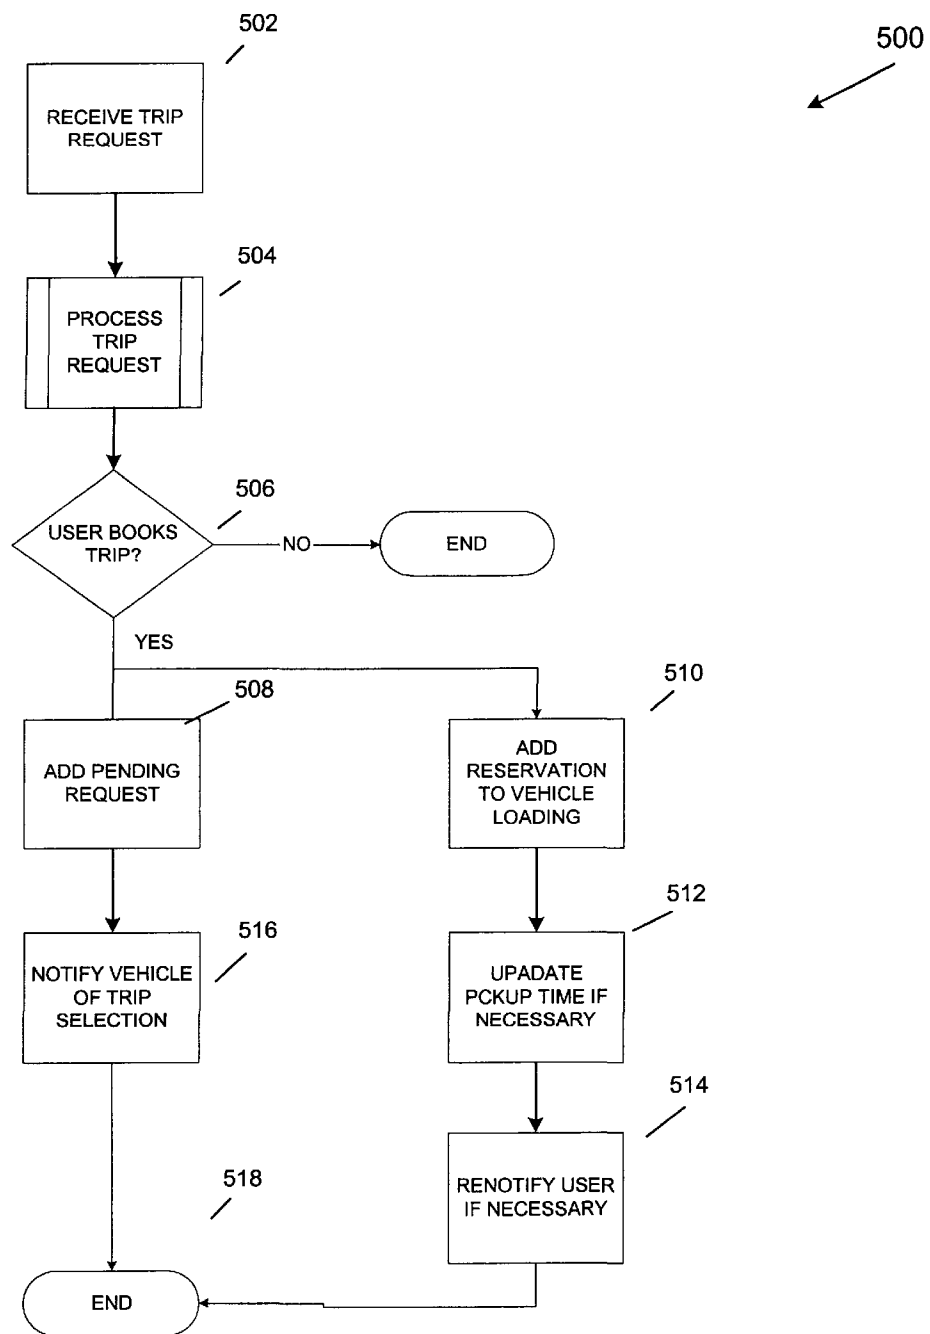 502
500
RECEIVE TRIP
REQUEST
504
PROCESS
TRIP
REQUEST
506
USER BOOKS
TRIP?
NO
END
YES
508
510
ADD PENDING
REQUEST
ADD
RESERVATION
TO VEHICLE
LOADING
516
512
NOTIFY VEHICLE
OF TRIP
SELECTION
UPADATE
PCKUP TIME IF
NECESSARY
514
RENOTIFY USER
IF NECESSARY
518
END